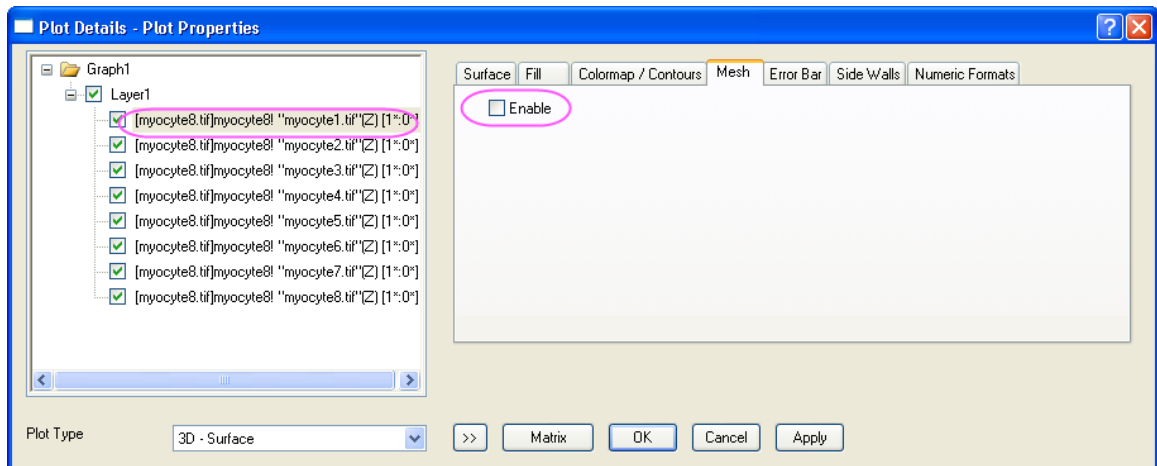 Plot Details - Plot Properties
Graph1
Layer1
[myocyte8.tif]myocyte8! "myocyte1.tif"(Z) [1*:0*]
[myocyte8.tif]myocyte8! "myocyte2.tif"(Z) [1*:0*]
[myocyte8.tif]myocyte8! "myocyte3.tif"(Z) [1*:0*]
[myocyte8.tif]myocyte8! "myocyte4.tif"(Z) [1*:0*]
[myocyte8.tif]myocyte8! "myocyte5.tif"(Z) [1*:0*]
[myocyte8.tif]myocyte8! "myocyte6.tif"(Z) [1*:0*]
[myocyte8.tif]myocyte8! "myocyte7.tif"(Z) [1*:0*]
[myocyte8.tif]myocyte8! "myocyte8.tif"(Z) [1*:0*]
Surface Fill Colormap / Contours Mesh Error Bar Side Walls Numeric Formats
Enable
Plot Type 3D - Surface >> Matrix OK Cancel Apply